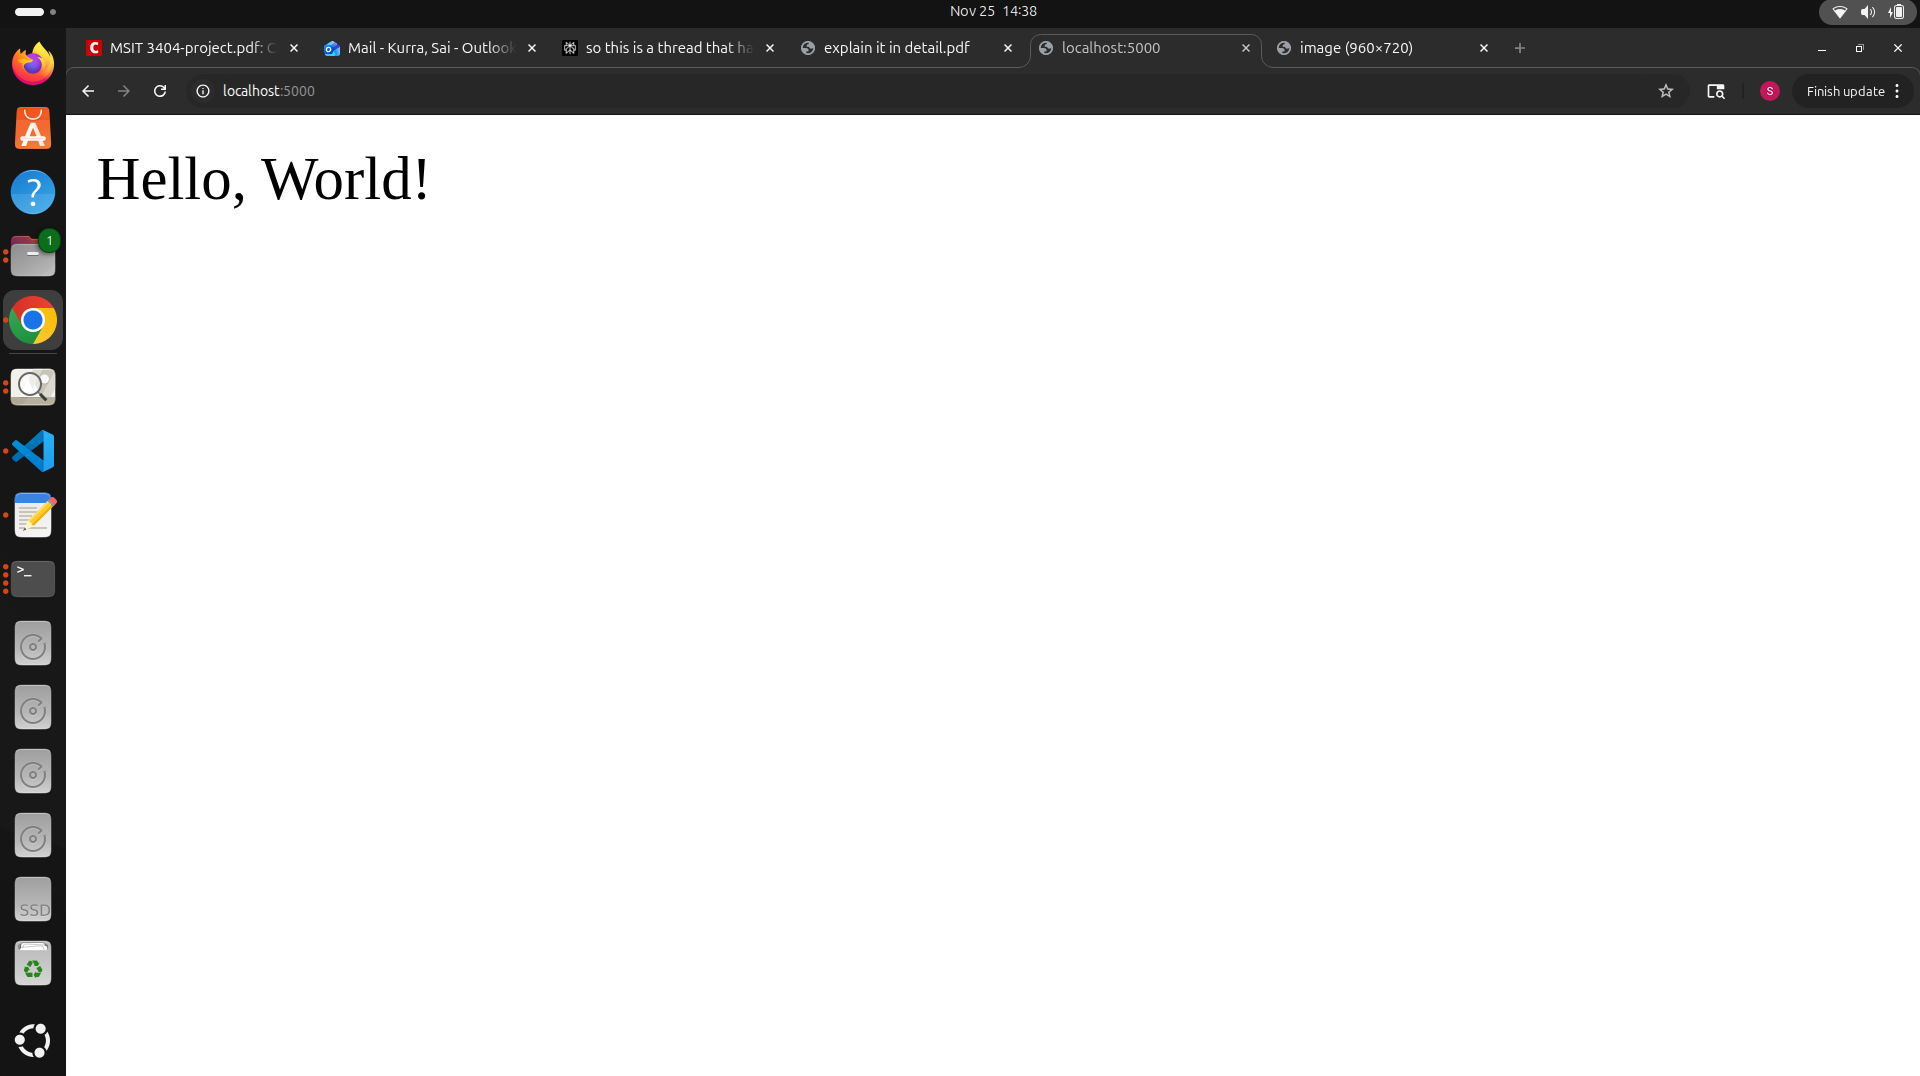 Nov 25 14:38
MSIT 3404-project.pdf: C
Mail - Kurra, Sai - Outlook
so this is a thread that ha
explain it in detail.pdf
localhost:5000
image (960×720)
localhost:5000
S
Finish update
Hello, World!
1
>_
SSD